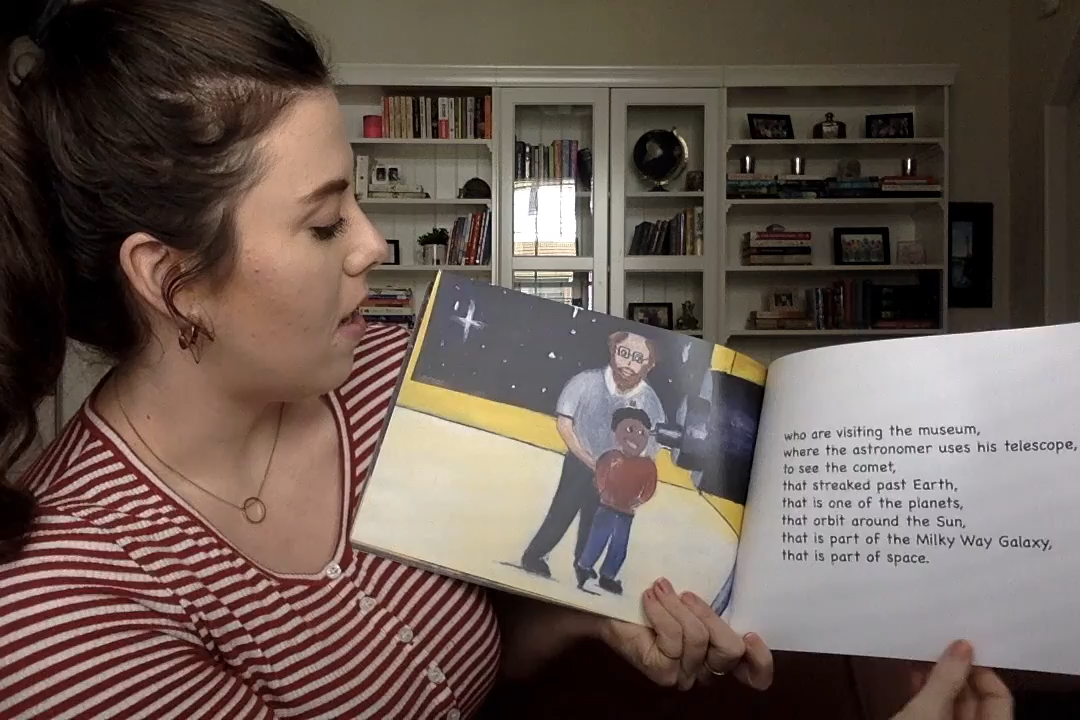 who are visiting the museum,
where the astronomer uses his telescope,
to see the comet,
that streaked past Earth,
that is one of the planets,
that orbit around the Sun,
that is part of the Milky Way Galaxy,
that is part of space.